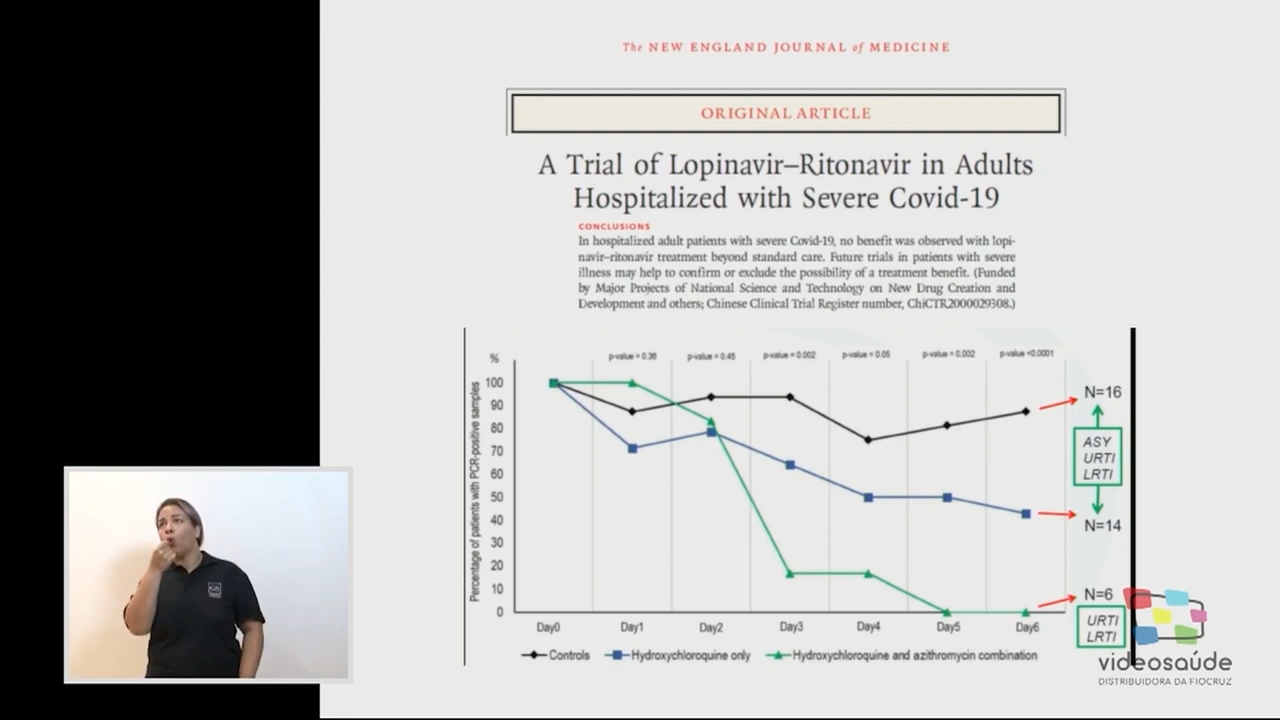 The NEW ENGLAND JOURNAL of MEDICINE
ORIGINAL ARTICLE
A Trial of Lopinavir–Ritonavir in Adults
Hospitalized with Severe Covid-19
CONCLUSIONS
In hospitalized adult patients with severe Covid-19, no benefit was observed with lopi-
navir–ritonavir treatment beyond standard care. Future trials in patients with severe
illness may help to confirm or exclude the possibility of a treatment benefit. (Funded
by Major Projects of National Science and Technology on New Drug Creation and
Development and others; Chinese Clinical Trial Register number, ChiCTR2000029308.)
% p-value = 0.36 p-value = 0.45 p-value = 0.002 p-value = 0.05 p-value = 0.002 p-value <0.0001
Percentage of patients with PCR-positive samples
100
90
80
70
60
50
40
30
20
10
0
Day0 Day1 Day2 Day3 Day4 Day5 Day6
Controls Hydroxychloroquine only Hydroxychloroquine and azithromycin combination
N=16
ASY
URTI
LRTI
N=14
N=6
URTI
LRTI
videosaúde
DISTRIBUIDORA DA FIOCRUZ